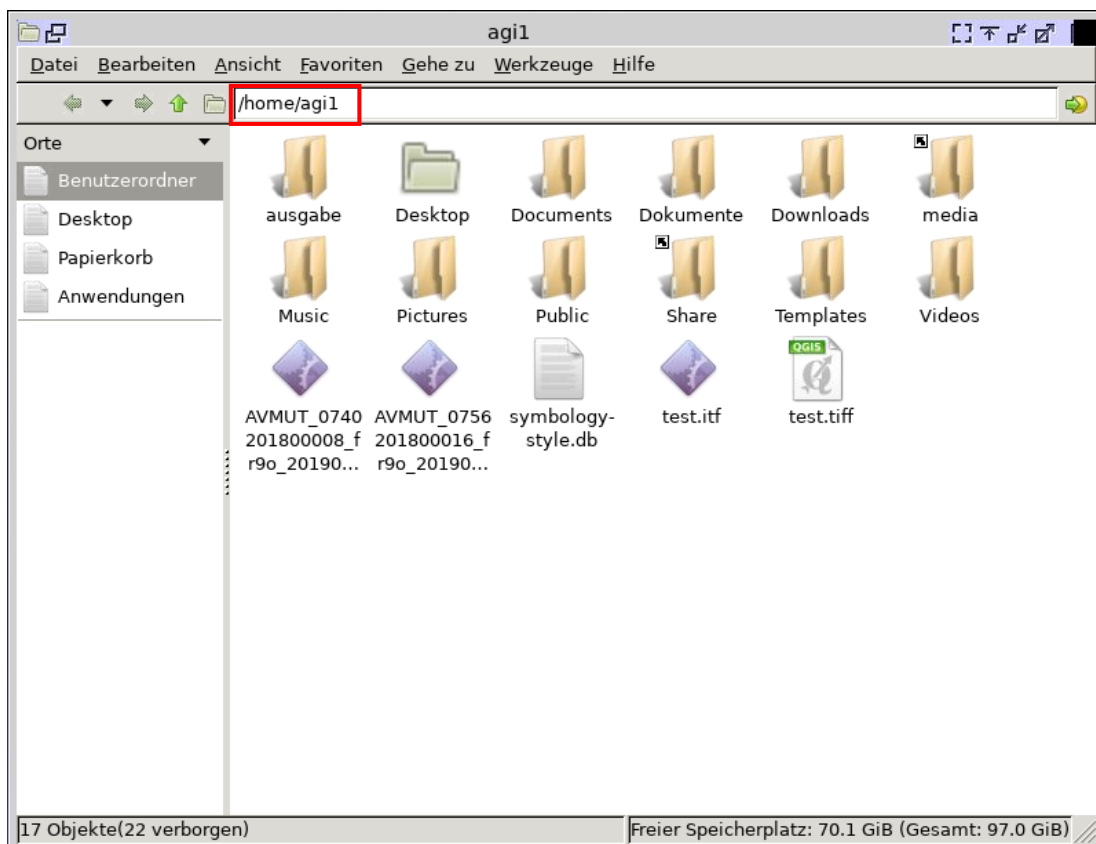 agi1
Datei Bearbeiten Ansicht Favoriten Gehe zu Werkzeuge Hilfe
/home/agi1
Orte
Benutzerordner
Desktop
Papierkorb
Anwendungen
ausgabe Desktop Documents Dokumente Downloads media
Music Pictures Public Share Templates Videos
QGIS
AVMUT_0740 AVMUT_0756 symbology- test.itf test.tiff
201800008_f 201800016_f style.db
r9o_20190... r9o_20190...
17 Objekte(22 verborgen) Freier Speicherplatz: 70.1 GiB (Gesamt: 97.0 GiB)